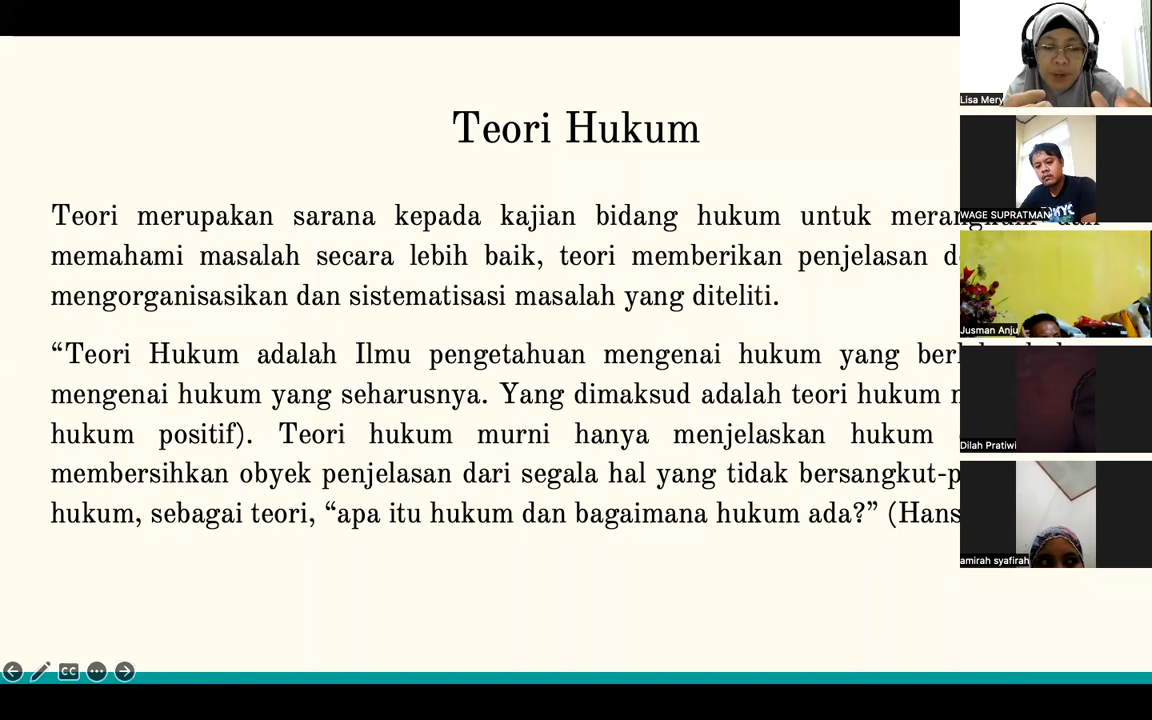 Teori Hukum
Teori merupakan sarana kepada kajian bidang hukum untuk
memahami masalah secara lebih baik, teori memberikan penjelasan
mengorganisasikan dan sistematisasi masalah yang diteliti.
“Teori Hukum adalah Ilmu pengetahuan mengenai hukum yang
mengenai hukum yang seharusnya. Yang dimaksud adalah teori hukum
hukum positif). Teori hukum murni hanya menjelaskan hukum
membersihkan obyek penjelasan dari segala hal yang tidak
hukum, sebagai teori, “apa itu hukum dan bagaimana hukum ada?” (Hans
Lisa Mery
WAGE SUPRATMAN
Jusman Anju
Dilah Pratiwi
amirah syafirah
CC